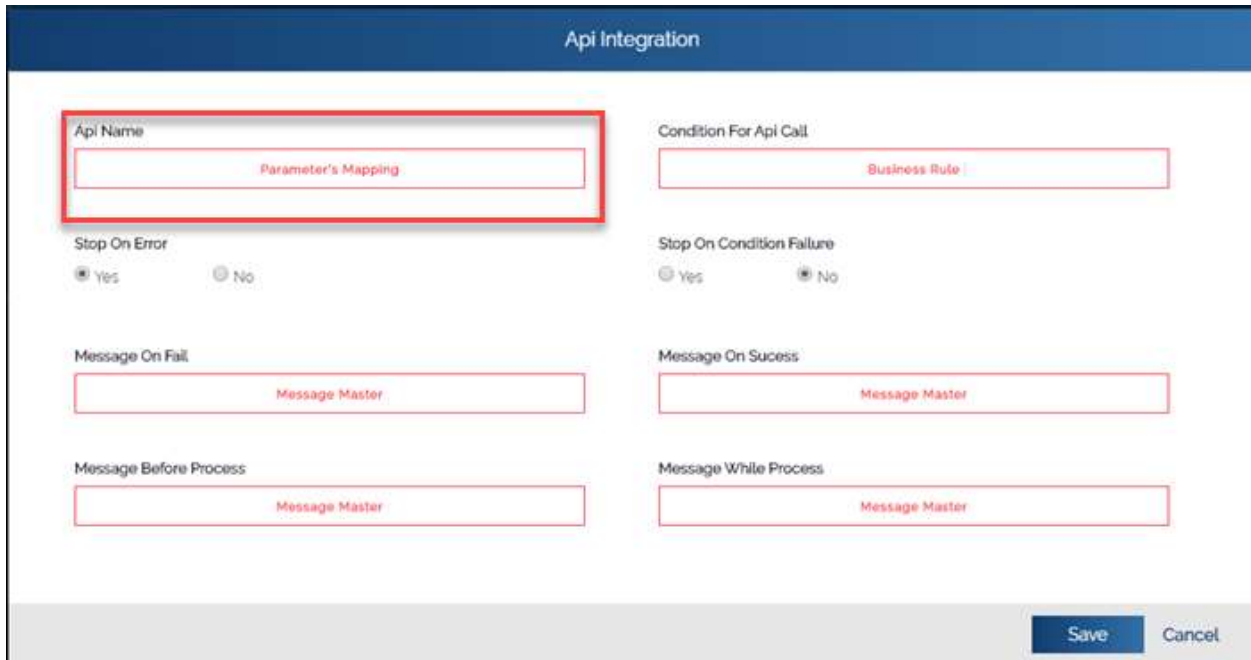 Api Integration
Api Name
Condition For Api Call
Parameter's Mapping
Business Rule
Stop On Error
Stop On Condition Failure
Yes No
Yes No
Message On Fail
Message On Sucess
Message Master
Message Master
Message Before Process
Message While Process
Message Master
Message Master
Save
Cancel